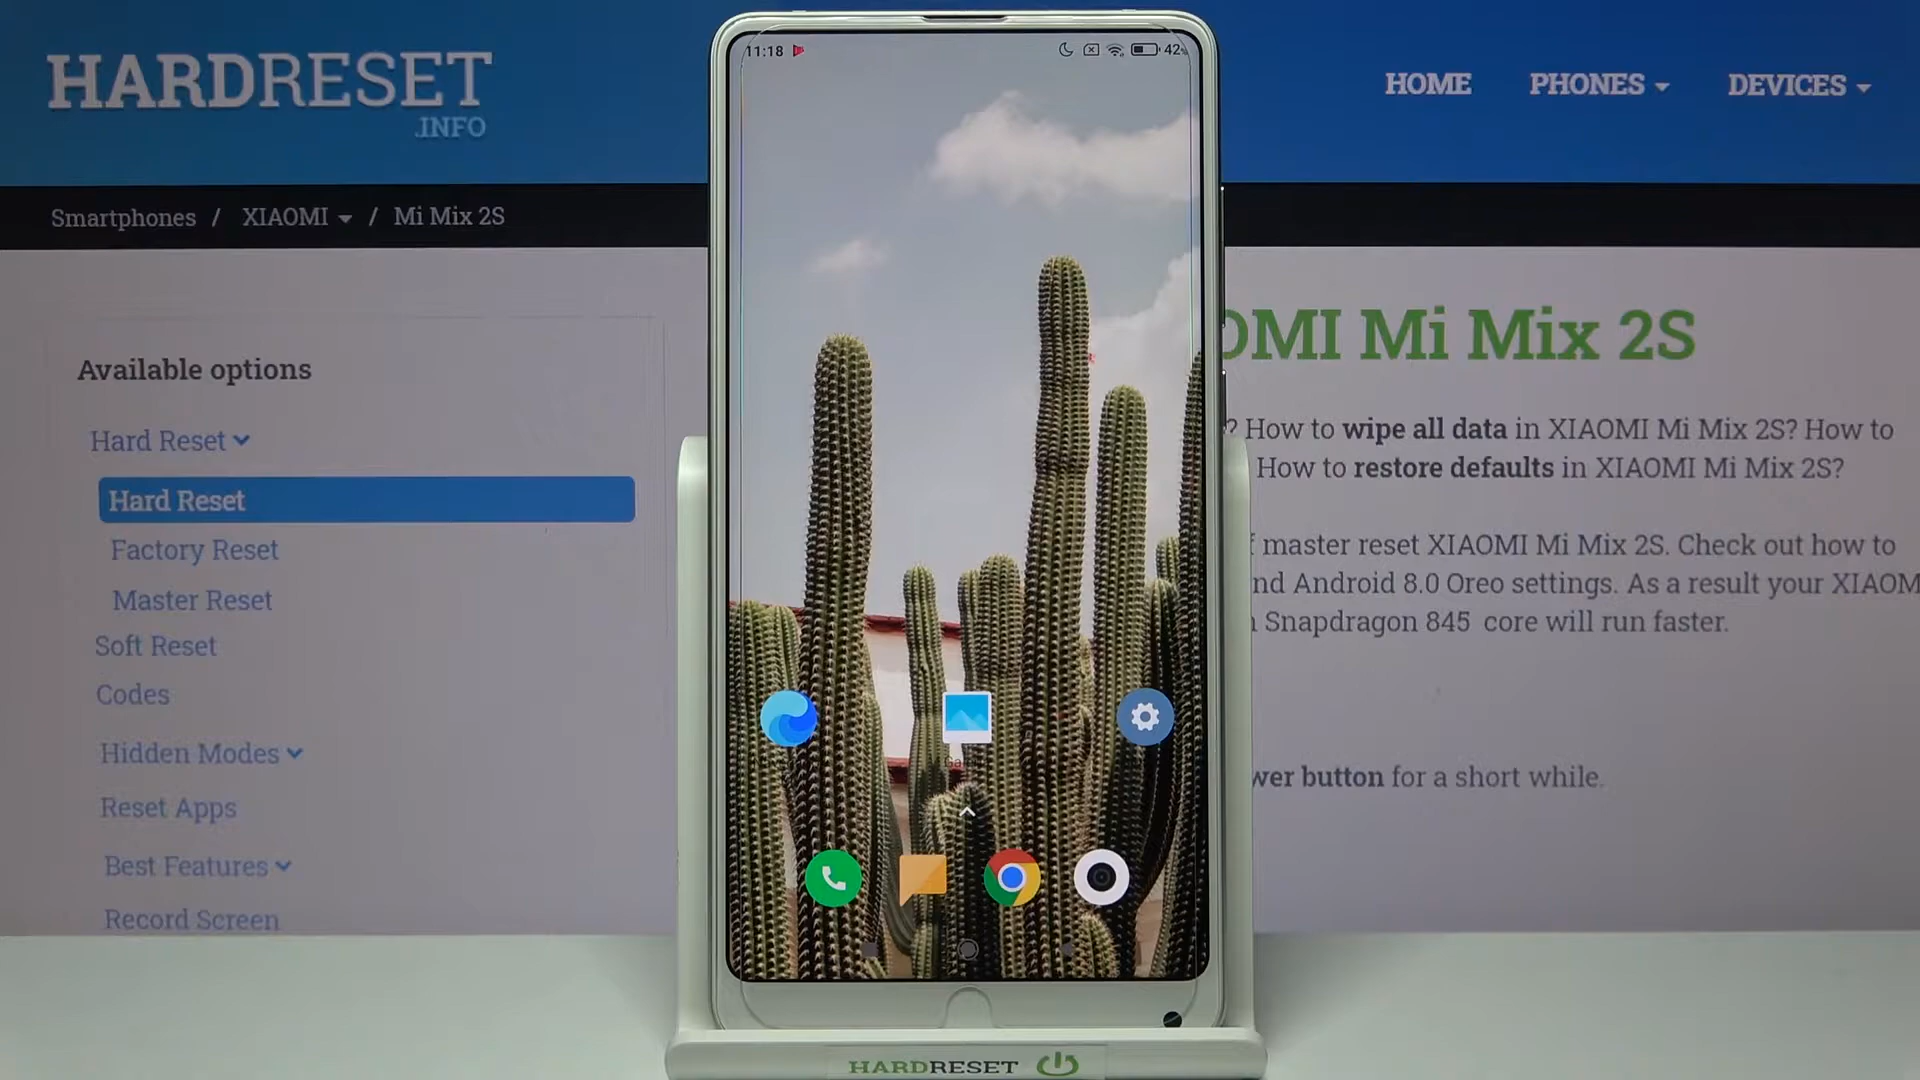 HARDRESET
.INFO
HOME PHONES DEVICES
Smartphones / XIAOMI / Mi Mix 2S
11:18
42%
Available options
Hard Reset
Hard Reset
Factory Reset
Master Reset
Soft Reset
Codes
Hidden Modes
Reset Apps
Best Features
Record Screen
OMI Mi Mix 2S
? How to wipe all data in XIAOMI Mi Mix 2S? How to
How to restore defaults in XIAOMI Mi Mix 2S?
f master reset XIAOMI Mi Mix 2S. Check out how to
nd Android 8.0 Oreo settings. As a result your XIAOM
Snapdragon 845 core will run faster.
wer button for a short while.
HARDRESET